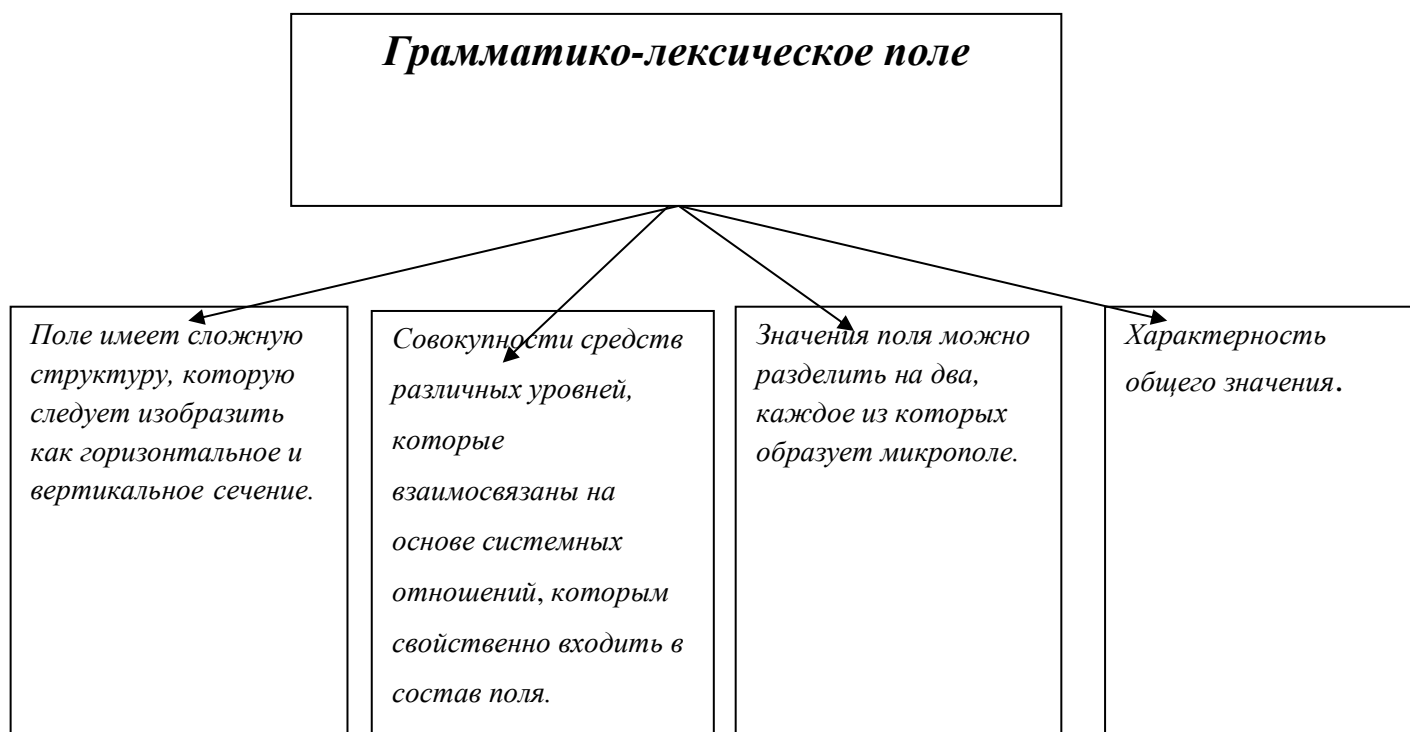 Грамматико-лексическое поле
Поле имеет сложную
структуру, которую
следует изобразить
как горизонтальное и
вертикальное сечение.
Совокупности средств
различных уровней,
которые
взаимосвязаны на
основе системных
отношений, которым
свойственно входить в
состав поля.
Значения поля можно
разделить на два,
каждое из которых
образует микрополе.
Характерность
общего значения.